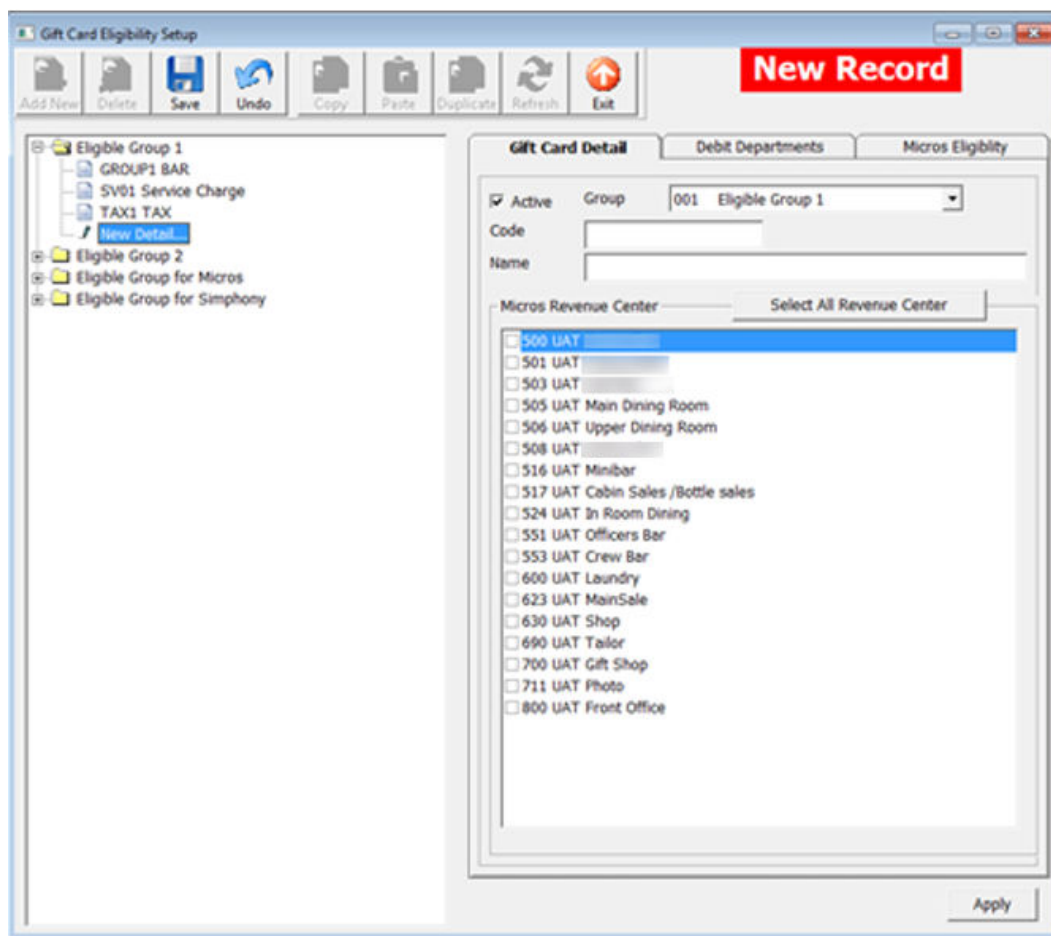 Gift Card Eligibility Setup
Add New Delete Save Undo Copy Paste Duplicate Refresh Exit
New Record
Eligible Group 1
GROUP1 BAR
SV01 Service Charge
TAX1 TAX
New Detail...
Eligible Group 2
Eligible Group for Micros
Eligible Group for Simphony
Gift Card Detail Debit Departments Micros Eligiblity
Active Group 001 Eligible Group 1
Code
Name
Micros Revenue Center Select All Revenue Center
500 UAT
501 UAT
503 UAT
505 UAT Main Dining Room
506 UAT Upper Dining Room
508 UAT
516 UAT Minibar
517 UAT Cabin Sales /Bottle sales
524 UAT In Room Dining
551 UAT Officers Bar
553 UAT Crew Bar
600 UAT Laundry
623 UAT MainSale
630 UAT Shop
690 UAT Tailor
700 UAT Gift Shop
711 UAT Photo
800 UAT Front Office
Apply